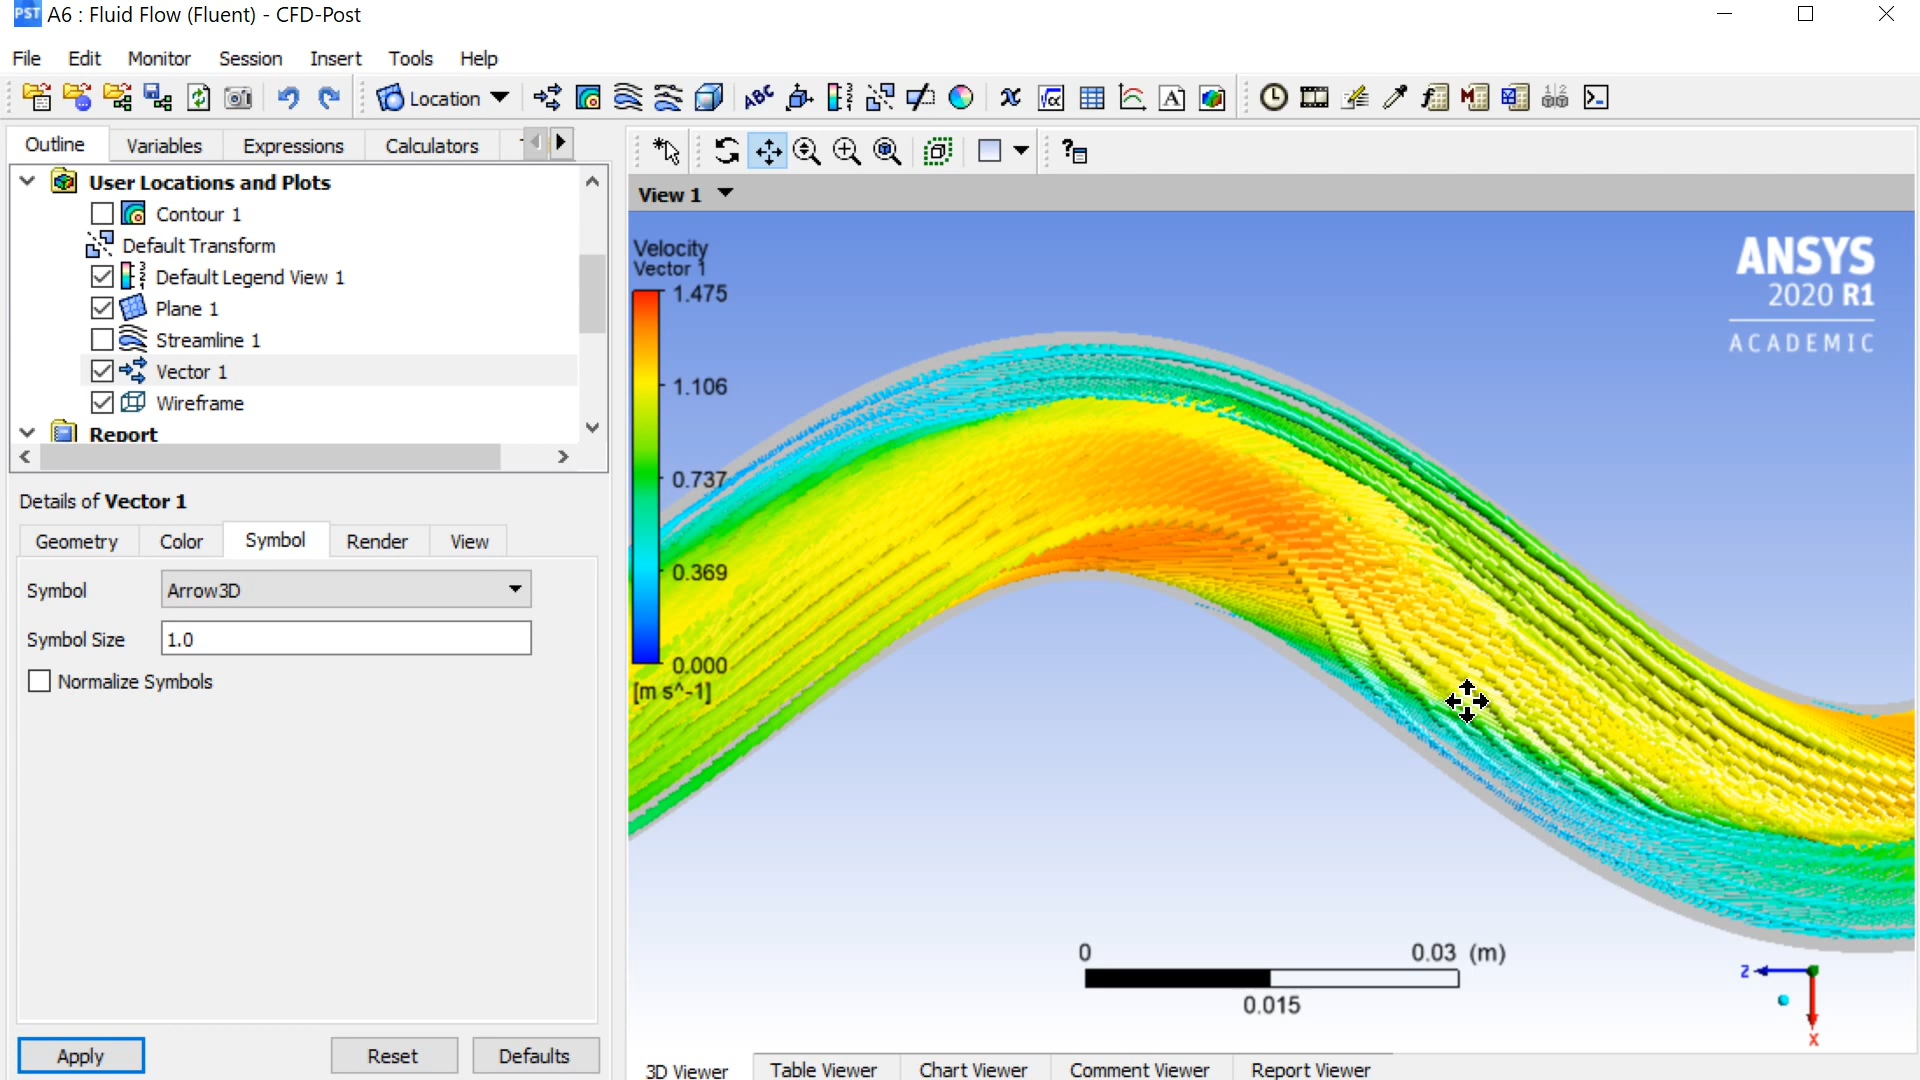 PST A6 : Fluid Flow (Fluent) - CFD-Post
File Edit Monitor Session Insert Tools Help
Location
Outline Variables Expressions Calculators
User Locations and Plots
Contour 1
Default Transform
Default Legend View 1
Plane 1
Streamline 1
Vector 1
Wireframe
Report
Details of Vector 1
Geometry Color Symbol Render View
Symbol Arrow3D
Symbol Size 1.0
Normalize Symbols
Apply Reset Defaults
View 1
Velocity
Vector 1
1.475
1.106
0.737
0.369
0.000
[m s^-1]
ANSYS
2020 R1
ACADEMIC
0 0.03 (m)
0.015
Z
X
3D Viewer Table Viewer Chart Viewer Comment Viewer Report Viewer